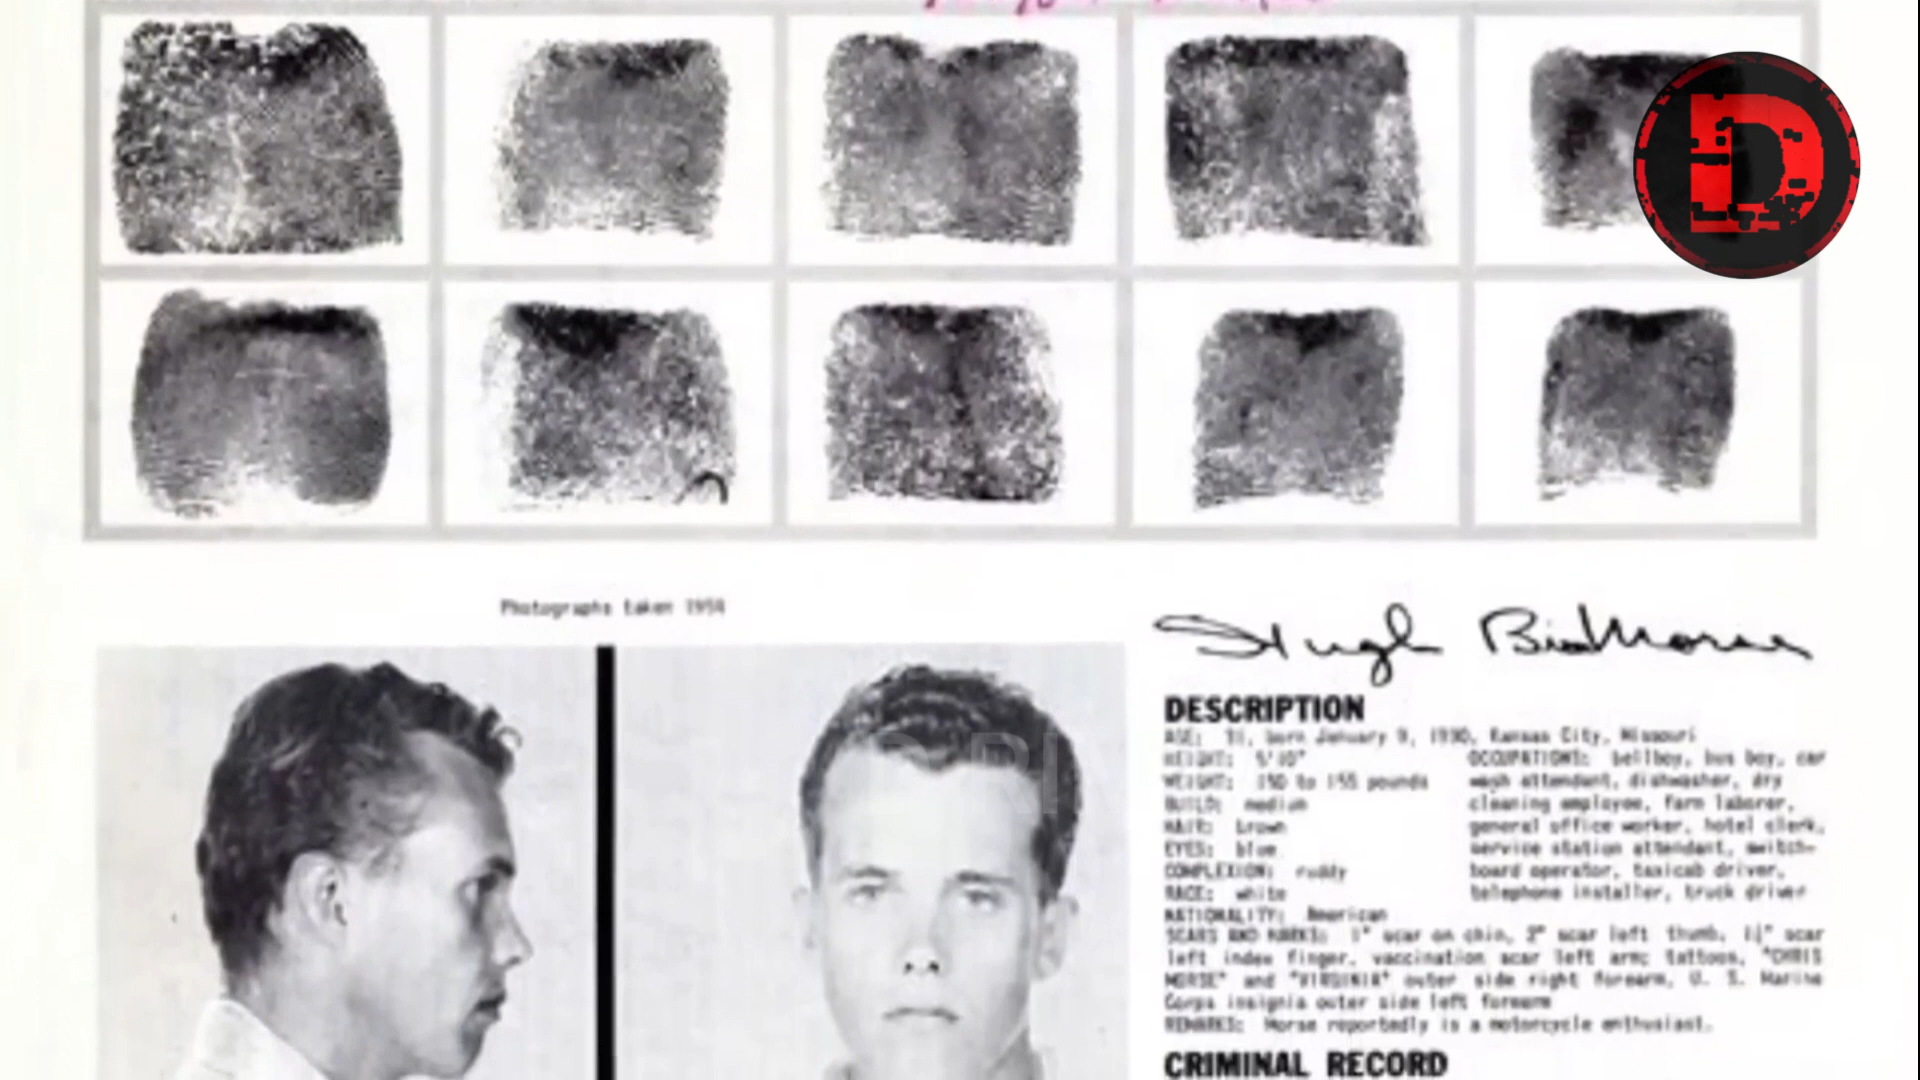 D
Photographs taken 1959
Hugh Bion Morse
DESCRIPTION
AGE: 31, born January 9, 1930, Kansas City, Missouri
HEIGHT: 5'10" OCCUPATIONS: bellboy, bus boy, car
WEIGHT: 150 to 155 pounds wash attendant, dishwasher, dry
BUILD: medium cleaning employee, farm laborer,
HAIR: brown general office worker, hotel clerk,
EYES: blue service station attendant, switch-
COMPLEXION: ruddy board operator, taxicab driver,
RACE: white telephone installer, truck driver
NATIONALITY: American
SCARS AND MARKS: 1" scar on chin, 2" scar left thumb, 1½" scar
left index finger, vaccination scar left arm; tattoos, "CHRIS
MORSE" and "VIRGINIA" outer side right forearm, U. S. Marine
Corps insignia outer side left forearm
REMARKS: Morse reportedly is a motorcycle enthusiast.
CRIMINAL RECORD